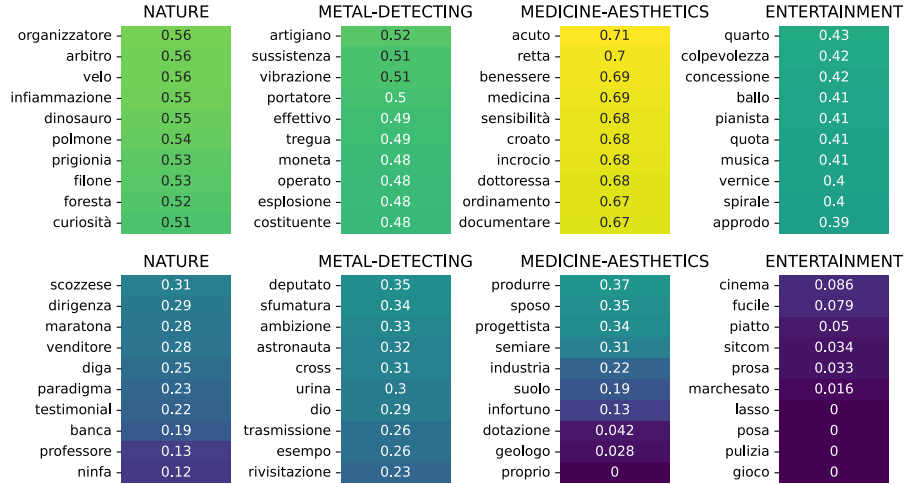 NATURE METAL-DETECTING MEDICINE-AESTHETICS ENTERTAINMENT
organizzatore 0.56 artigiano 0.52 acuto 0.71 quarto 0.43
arbitro 0.56 sussistenza 0.51 retta 0.7 colpevolezza 0.42
velo 0.56 vibrazione 0.51 benessere 0.69 concessione 0.42
infiammazione 0.55 portatore 0.5 medicina 0.69 ballo 0.41
dinosauro 0.55 effettivo 0.49 sensibilità 0.68 pianista 0.41
polmone 0.54 tregua 0.49 croato 0.68 quota 0.41
prigionia 0.53 moneta 0.48 incrocio 0.68 musica 0.41
filone 0.53 operato 0.48 dottoressa 0.68 vernice 0.4
foresta 0.52 esplosione 0.48 ordinamento 0.67 spirale 0.4
curiosità 0.51 costituente 0.48 documentare 0.67 approdo 0.39
NATURE METAL-DETECTING MEDICINE-AESTHETICS ENTERTAINMENT
scozzese 0.31 deputato 0.35 produrre 0.37 cinema 0.086
dirigenza 0.29 sfumatura 0.34 sposo 0.35 fucile 0.079
maratona 0.28 ambizione 0.33 progettista 0.34 piatto 0.05
venditore 0.28 astronauta 0.32 semiare 0.31 sitcom 0.034
diga 0.25 cross 0.31 industria 0.22 prosa 0.033
paradigma 0.23 urina 0.3 suolo 0.19 marchesato 0.016
testimonial 0.22 dio 0.29 infortuno 0.13 lasso 0
banca 0.19 trasmissione 0.26 dotazione 0.042 posa 0
professore 0.13 esempo 0.26 geologo 0.028 pulizia 0
ninfa 0.12 rivisitazione 0.23 proprio 0 gioco 0